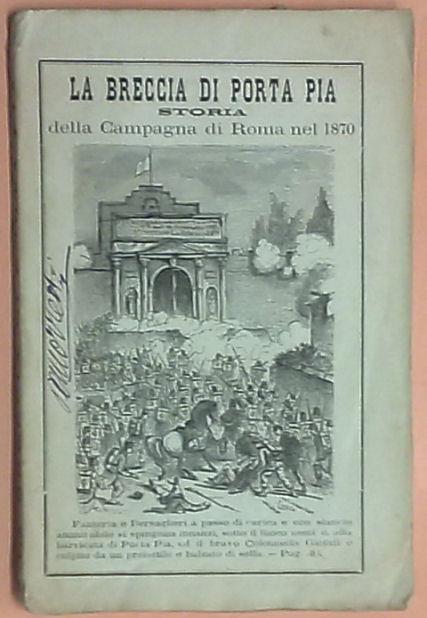 LA BRECCIA DI PORTA PIA
STORIA
della Campagna di Roma nel 1870
Fanteria e Bersaglieri a passo di carica e con slancio
ammirabile si spingono innanzi, sotto il fuoco nemico, alla
barricata di Porta Pia, ed il bravo Colonnello
colpito da un proiettile è balzato di sella. — Pag.